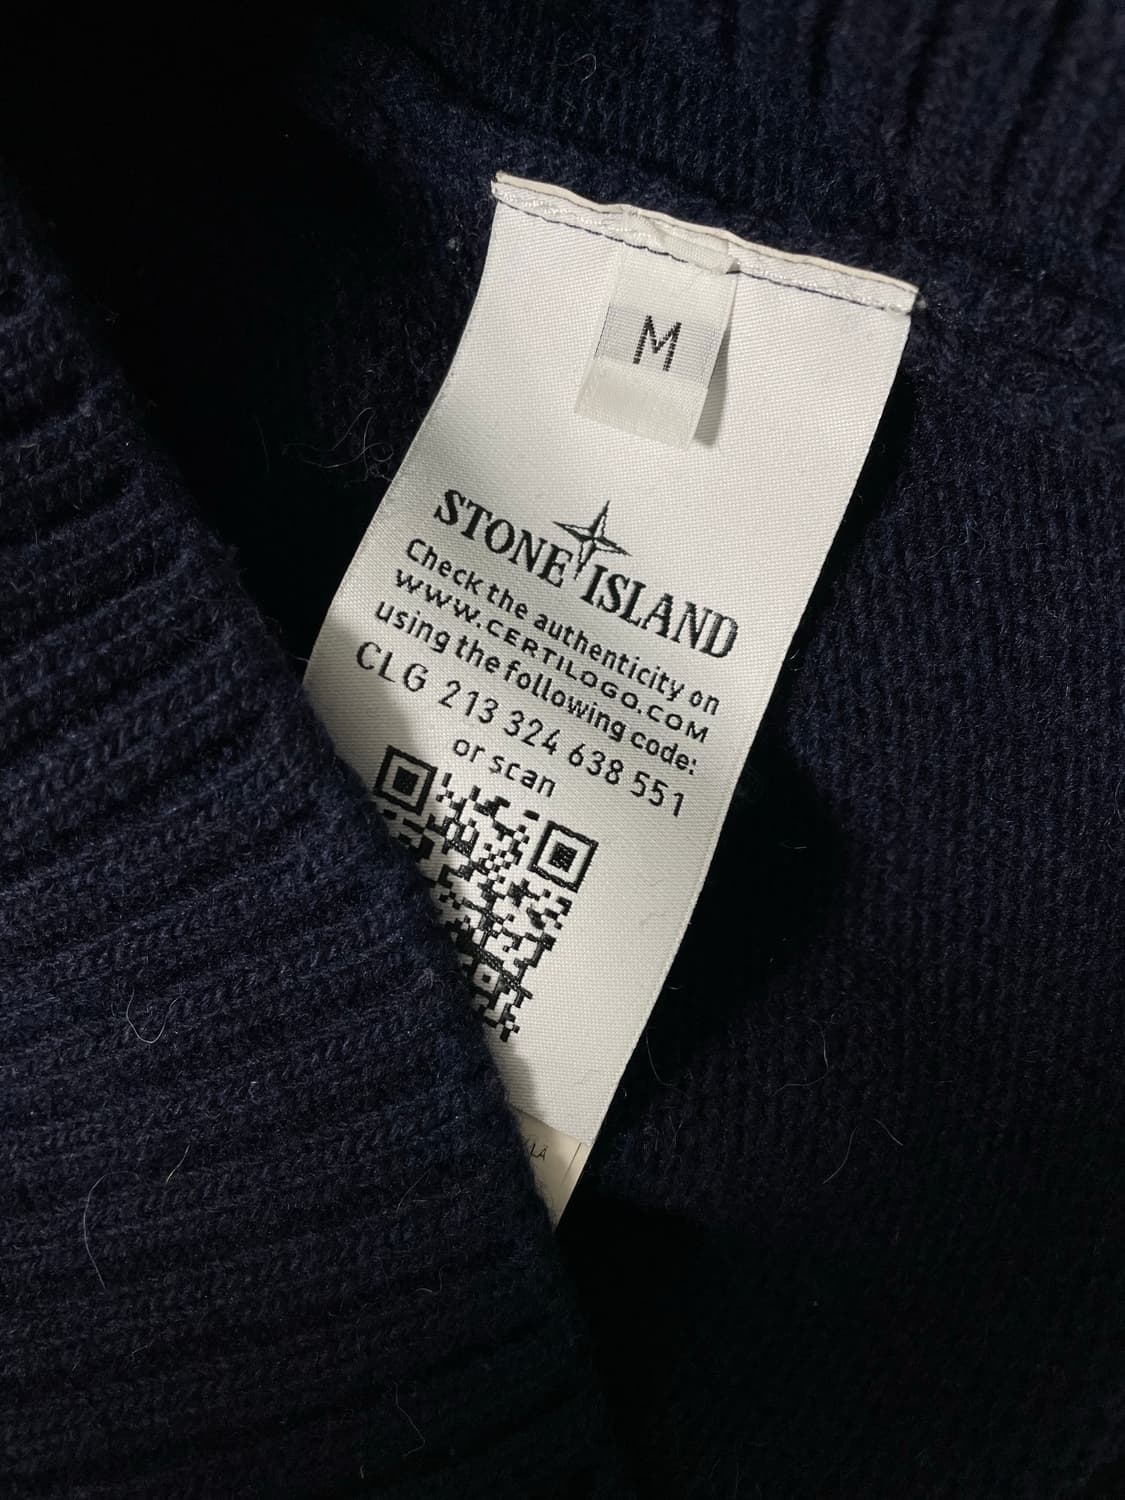 M
STONE ISLAND
Check the authenticity on
WWW.CERTILOGO.COM
using the following code:
CLG 213 324 638 551
or scan
LÃ